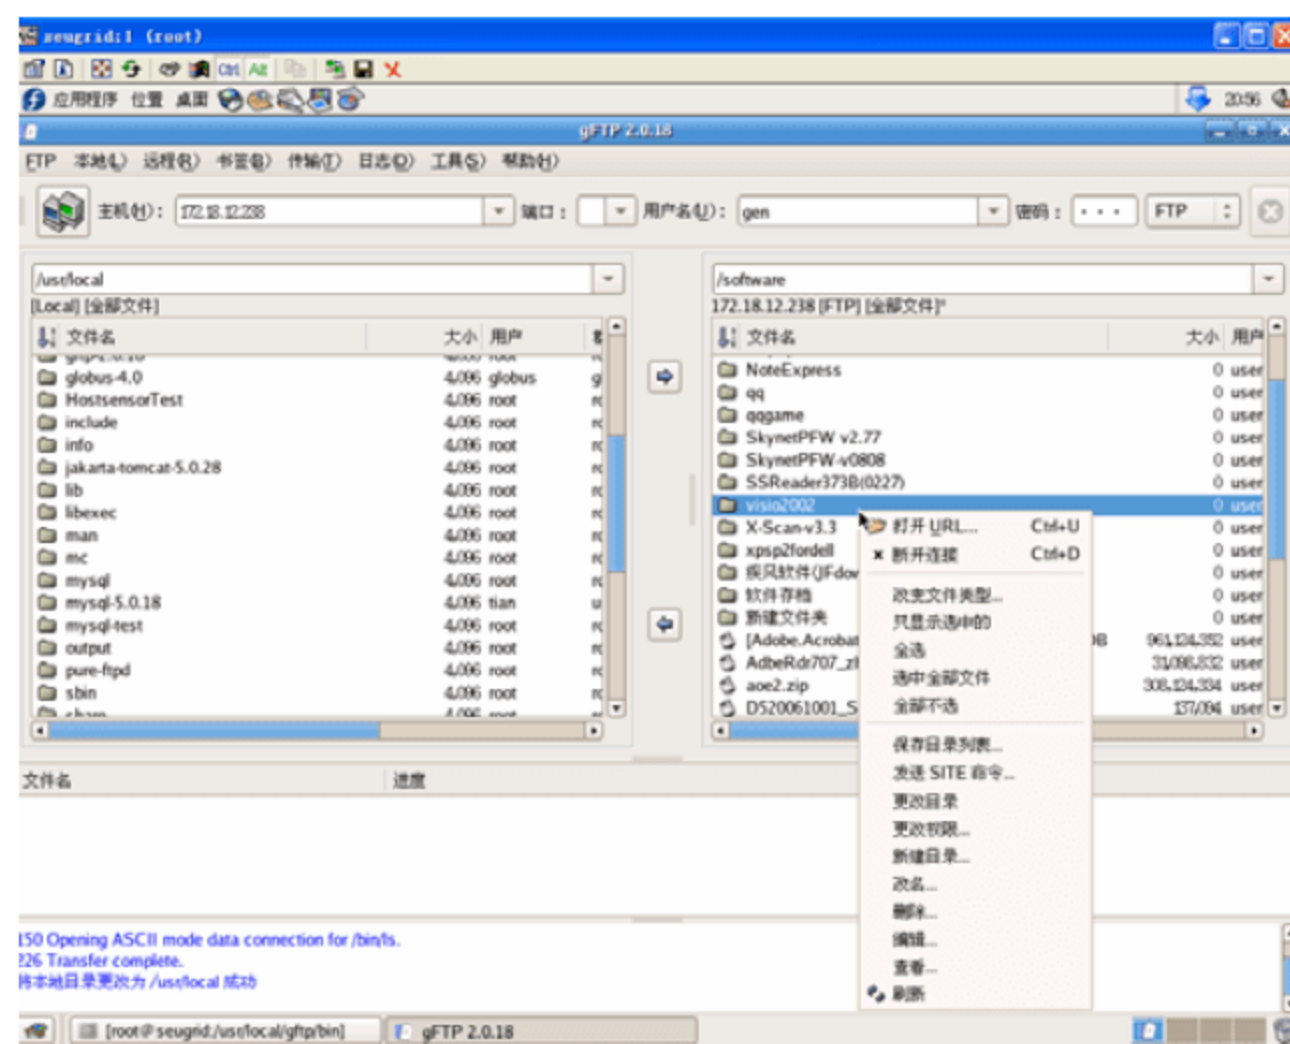 seugrid:1 (root)
Ctrl Alt
应用程序 位置 桌面 20:56
gFTP 2.0.18
FTP 本地(L) 远程(R) 书签(B) 传输(T) 日志(O) 工具(S) 帮助(H)
主机(H)： 172.18.12.238 端口： 用户名(U)： gen 密码： FTP
/usr/local
[Local] [全部文件]
文件名 大小 用户
globus-4.0 4,096 globus
HostsensorTest 4,096 root
include 4,096 root
info 4,096 root
jakarta-tomcat-5.0.28 4,096 root
lib 4,096 root
libexec 4,096 root
man 4,096 root
mc 4,096 root
mysql 4,096 root
mysql-5.0.18 4,096 tian
mysql-test 4,096 root
output 4,096 root
pure-ftpd 4,096 root
sbin 4,096 root
share 4,096 root
/software
172.18.12.238 [FTP] [全部文件]*
文件名 大小 用户
NoteExpress 0 user
qq 0 user
qqgame 0 user
SkynetPFW v2.77 0 user
SkynetPFW-v0808 0 user
SSReader373B(0227) 0 user
visio2002 0 user
X-Scan-v3.3 0 user
xpsp2fordell 0 user
疾风软件(JFdow 0 user
软件存档 0 user
新建文件夹 0 user
[Adobe.Acrobat 961,124,352 user
AdbeRdr707_zh 31,098,832 user
aoe2.zip 308,124,334 user
D520061001_S 137,094 user
打开 URL... Ctrl+U
断开连接 Ctrl+D
改变文件类型...
只显示选中的
全选
选中全部文件
全部不选
保存目录列表...
发送 SITE 命令...
更改目录
更改权限...
新建目录...
改名...
删除...
编辑...
查看...
刷新
文件名 进度
150 Opening ASCII mode data connection for /bin/ls.
226 Transfer complete.
将本地目录更改为 /usr/local 成功
[root@seugrid:/usr/local/gftp/bin] gFTP 2.0.18